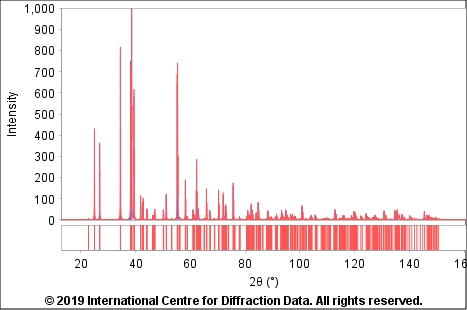 1,000
900
800
700
600
500
400
300
200
100
0
Intensity
20 40 60 80 100 120 140 16
2θ (°)
© 2019 International Centre for Diffraction Data. All rights reserved.